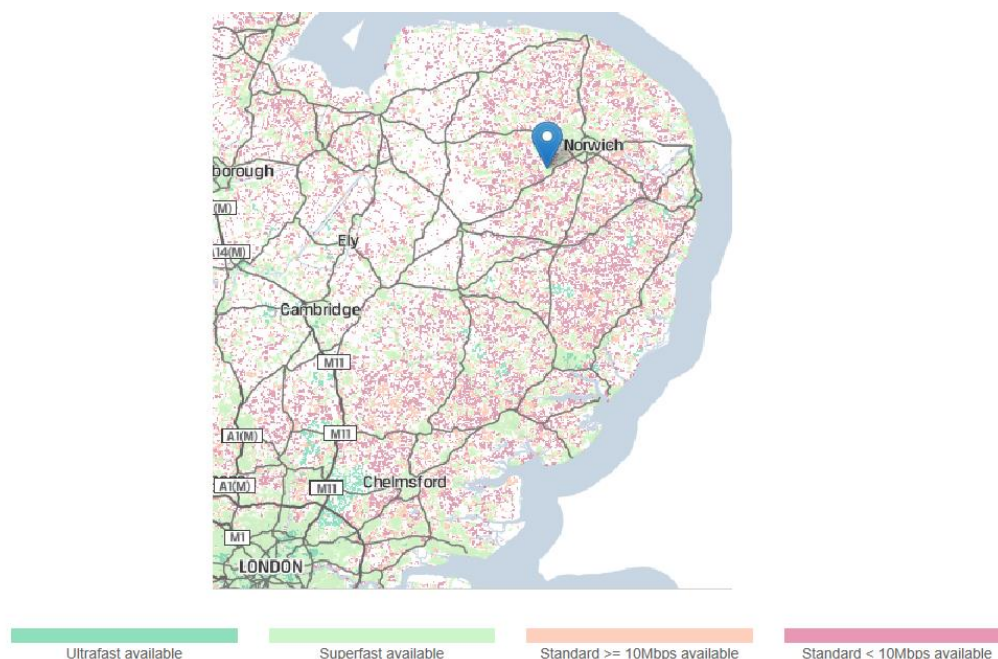 Norwich
borough
(M)
Ely
A14(M)
Cambridge
M11
A1(M)
M11
Chelmsford
A1(M)
M11
M1
LONDON
Ultrafast available
Superfast available
Standard >= 10Mbps available
Standard < 10Mbps available